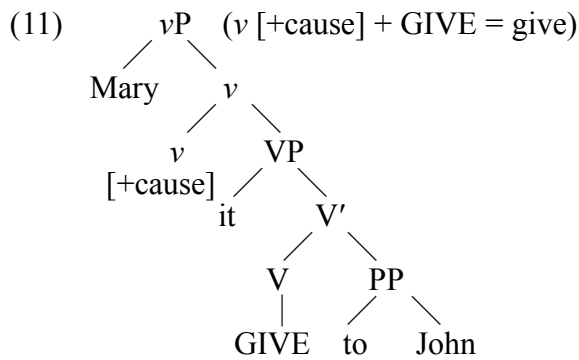 (11) vP (v [+cause] + GIVE = give)
Mary v
v VP
[+cause] it V′
V PP
GIVE to John